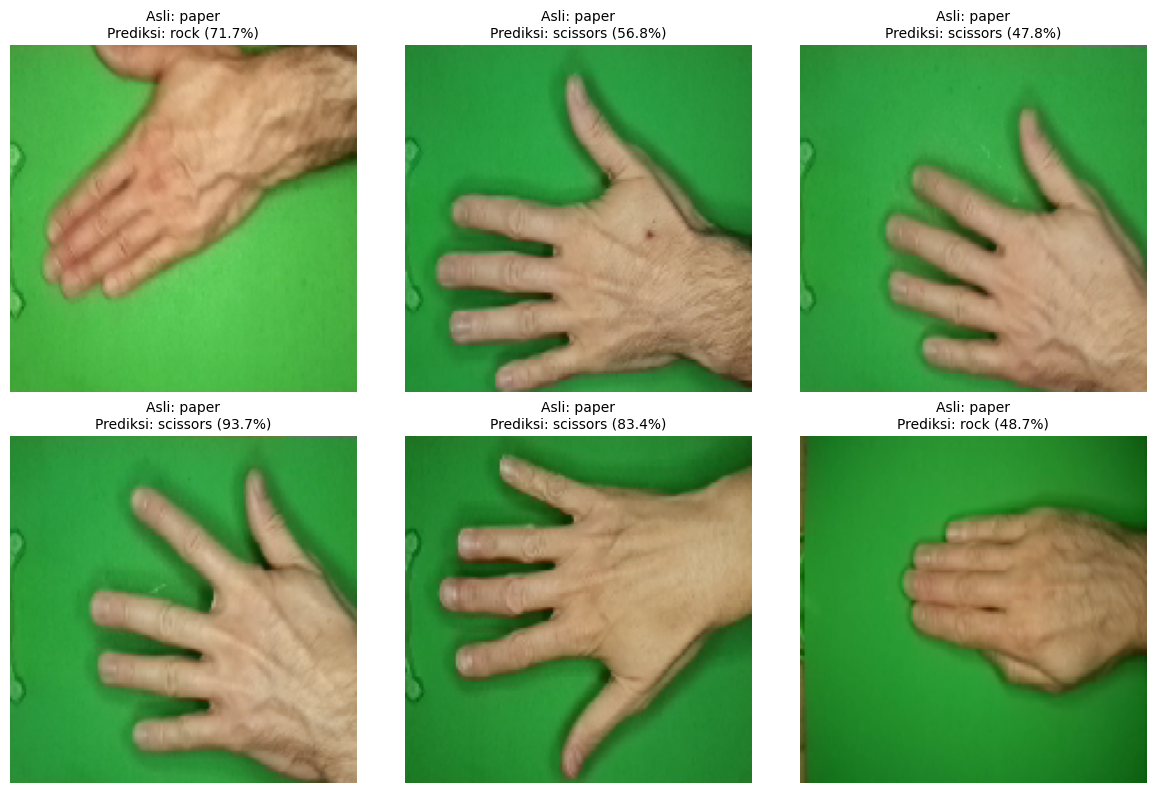 Asli: paper
Prediksi: rock (71.7%)
Asli: paper
Prediksi: scissors (56.8%)
Asli: paper
Prediksi: scissors (47.8%)
Asli: paper
Prediksi: scissors (93.7%)
Asli: paper
Prediksi: scissors (83.4%)
Asli: paper
Prediksi: rock (48.7%)